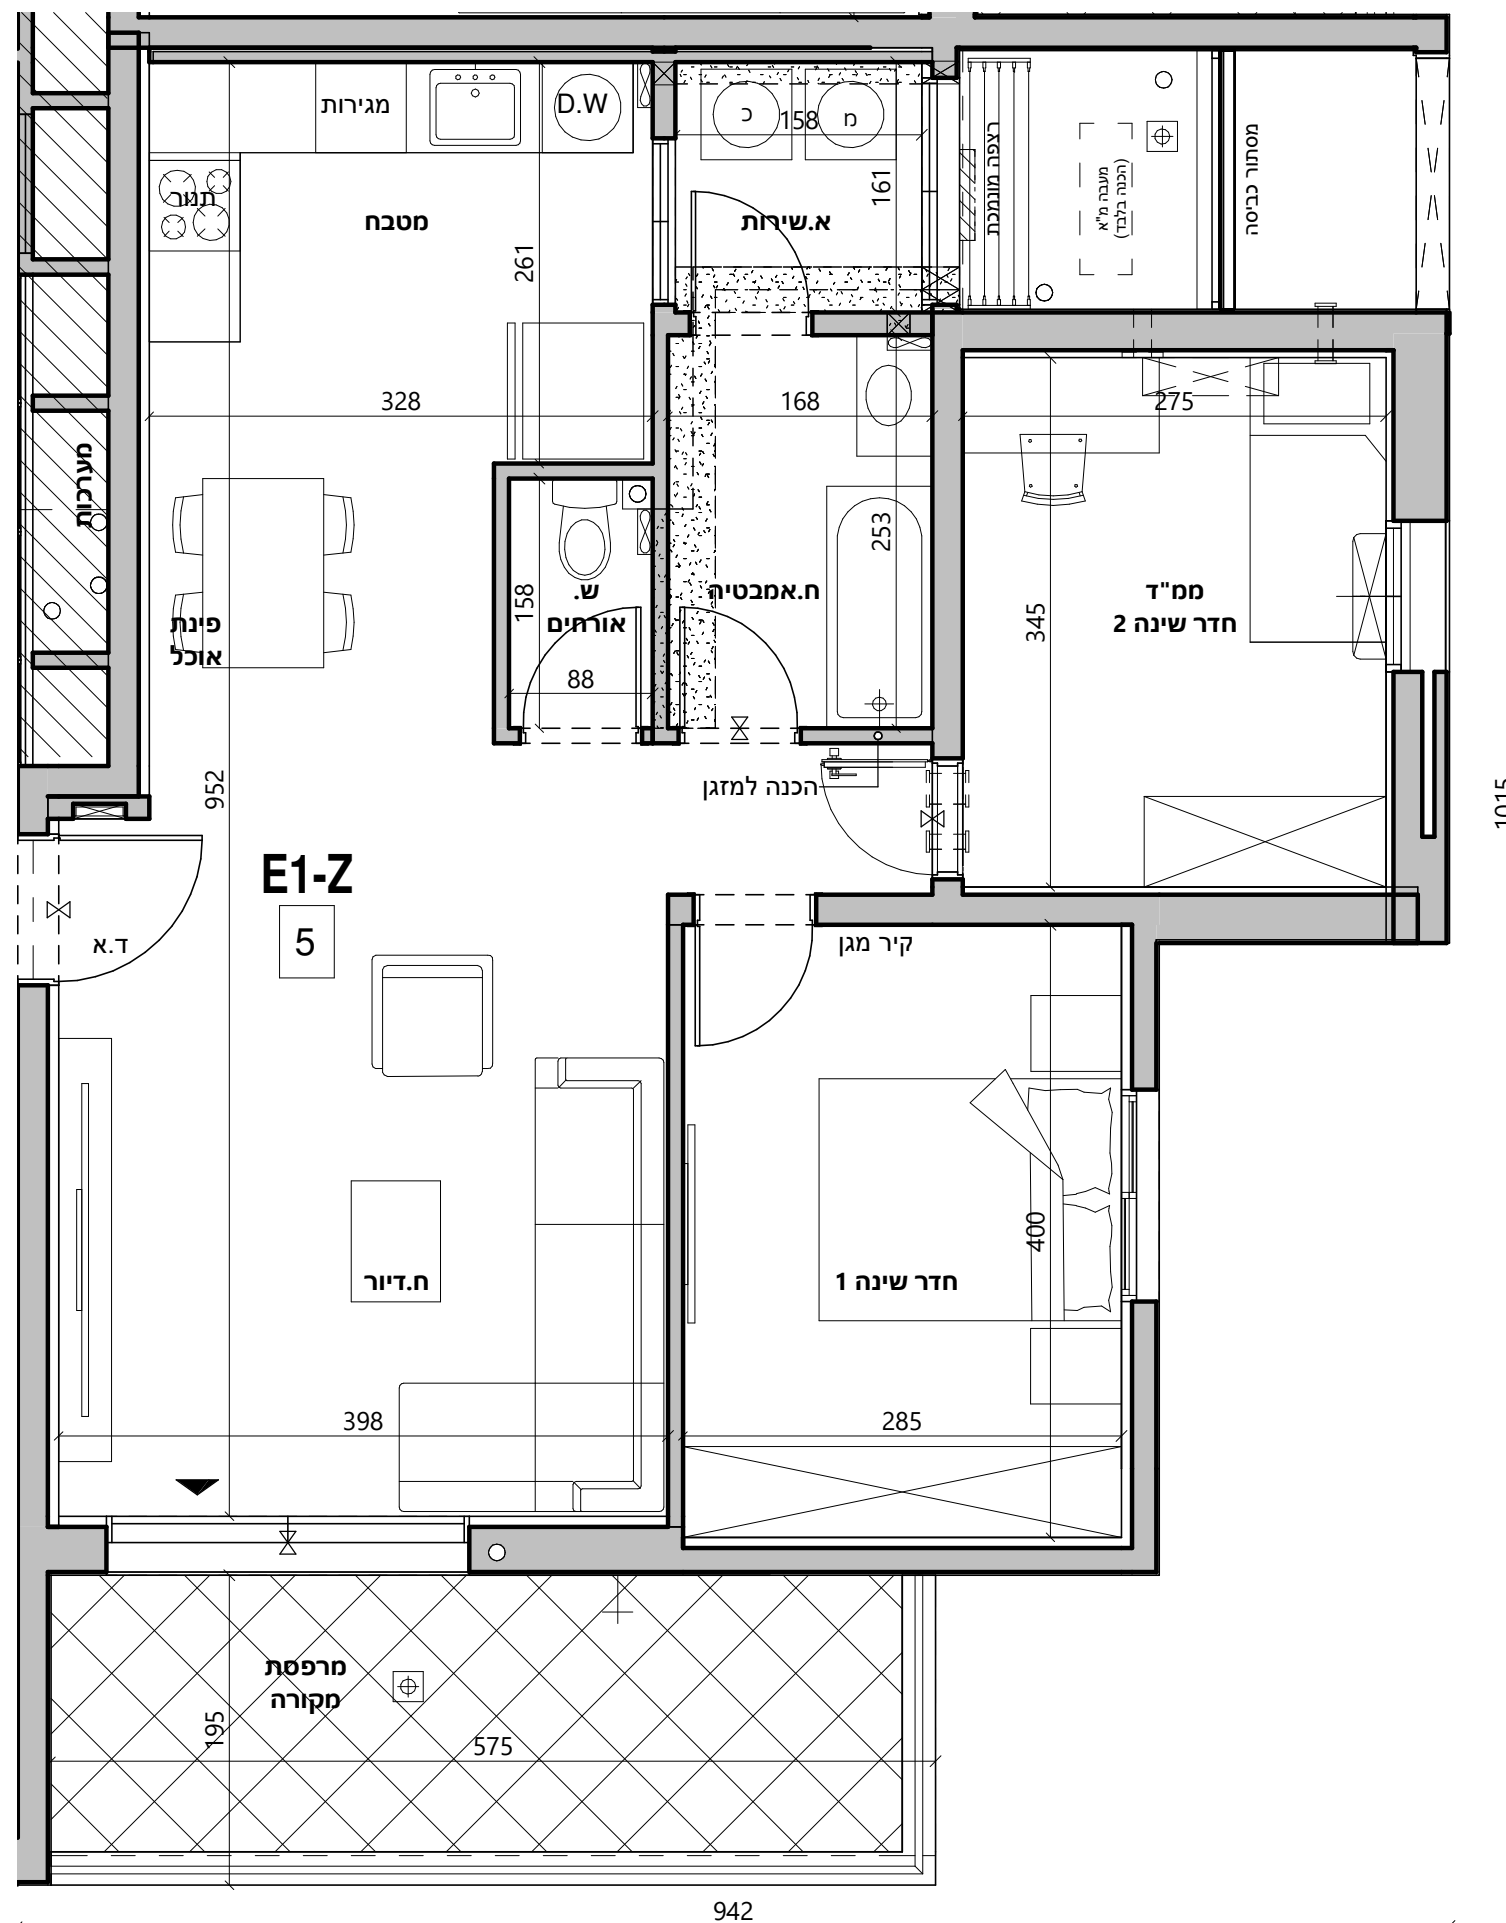 מגירות
D.W
כ
158
מ
161
רצפה מונמכת
מעבה מ"א
(הכנה בלבד)
מסתור כביסה
תנור
מטבח
א.שירות
261
328
168
275
מערכות
253
ש.
אורחים
158
ח.אמבטיה
ממ"ד
חדר שינה 2
345
פינת
אוכל
88
952
הכנה למזגן
1015
E1-Z
5
ד.א
קיר מגן
400
ח.דיור
חדר שינה 1
398
285
מרפסת
מקורה
195
575
942